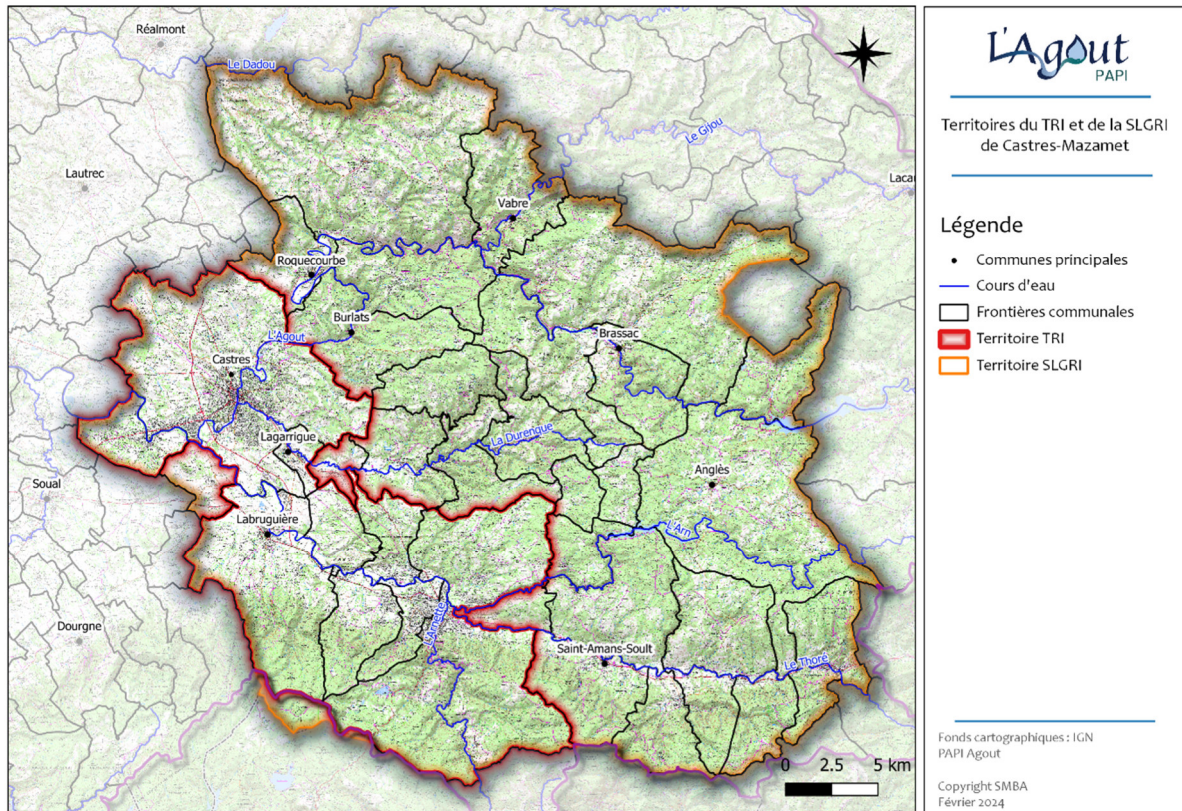 Réalmont
Le Dadou
Le Gijou
Lautrec
Lacau
Vabre
Roquecourbe
Burlats
L'Agout
Brassac
Castres
Lagarrigue
La Durenque
Soual
Anglès
Labruguière
L'Arn
Dourgne
L'Arnette
Saint-Amans-Soult
Le Thoré
0 2.5 5 km
L'Agout
PAPI
Territoires du TRI et de la SLGRI
de Castres-Mazamet
Légende
Communes principales
Cours d'eau
Frontières communales
Territoire TRI
Territoire SLGRI
Fonds cartographiques : IGN
PAPI Agout
Copyright SMBA
Février 2024